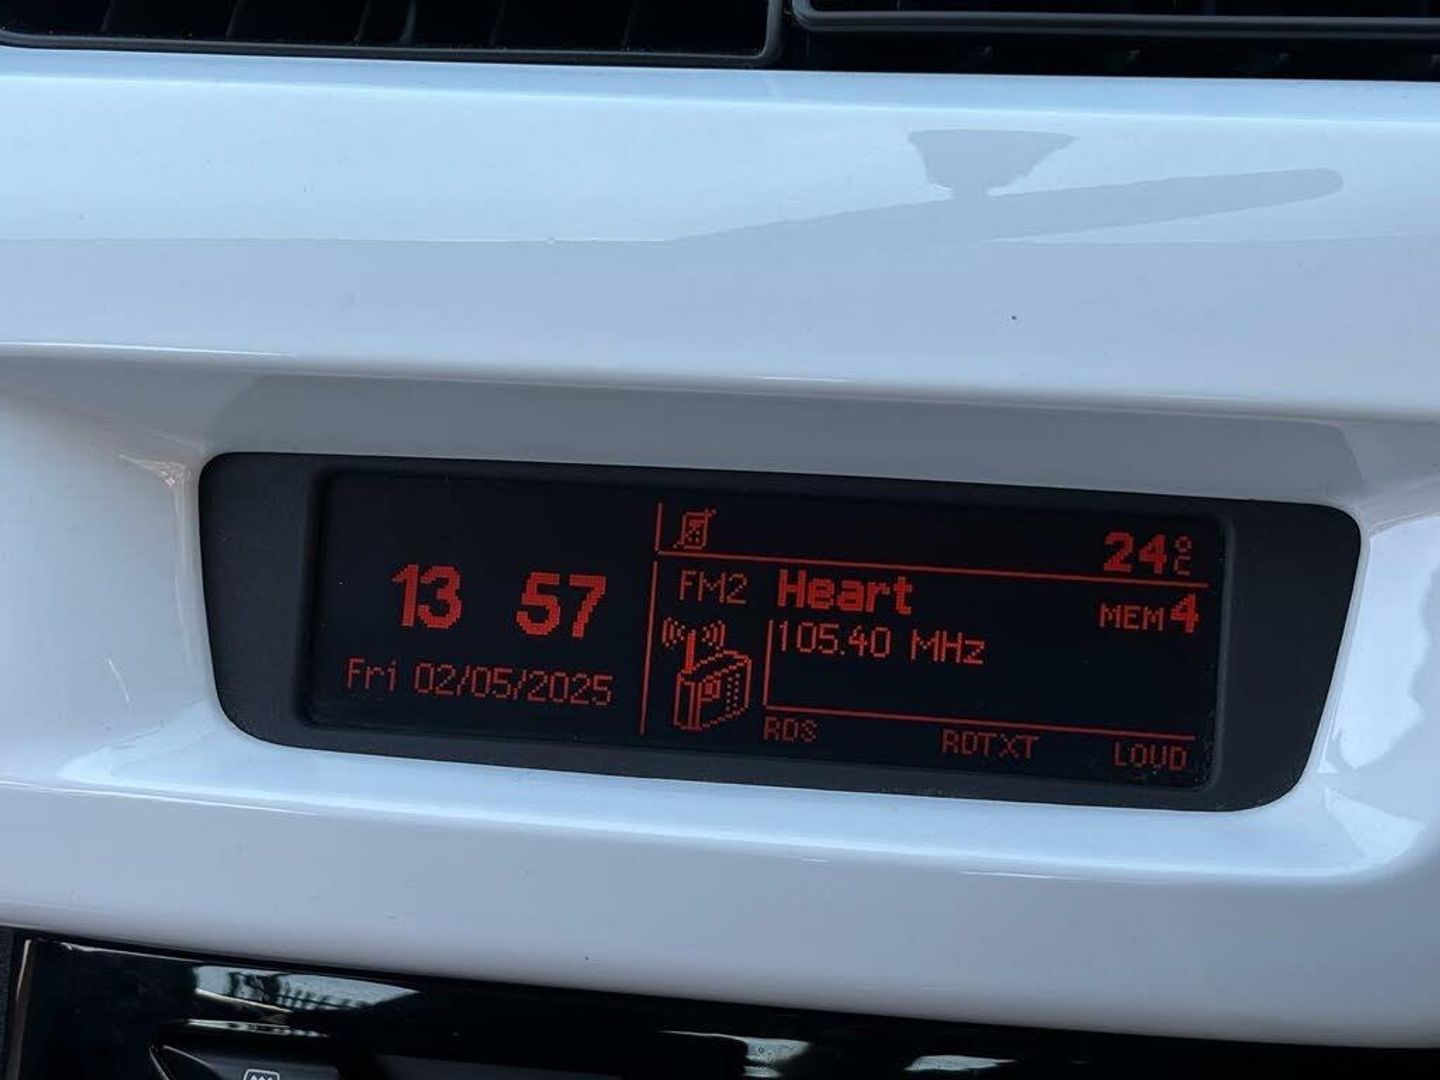 13 57
Fri 02/05/2025
24°C
FM2 Heart MEM 4
105.40 MHz
RDS RDTXT LOUD